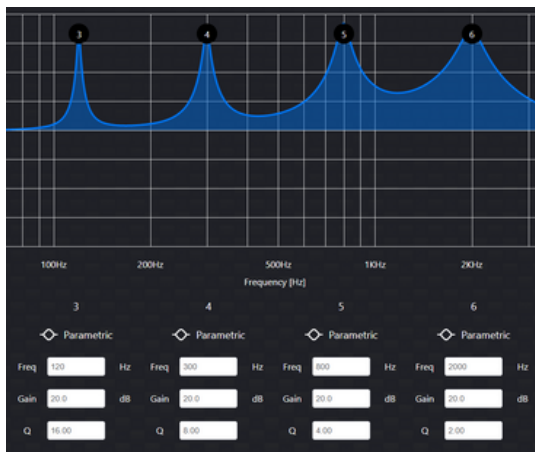 3 4 5 6
100Hz 200Hz 500Hz 1KHz 2KHz
Frequency [Hz]
3 4 5 6
Parametric Parametric Parametric Parametric
Freq 120 Hz Freq 300 Hz Freq 800 Hz Freq 2000 Hz
Gain 20.0 dB Gain 20.0 dB Gain 20.0 dB Gain 20.0 dB
Q 16.00 Q 8.00 Q 4.00 Q 2.00